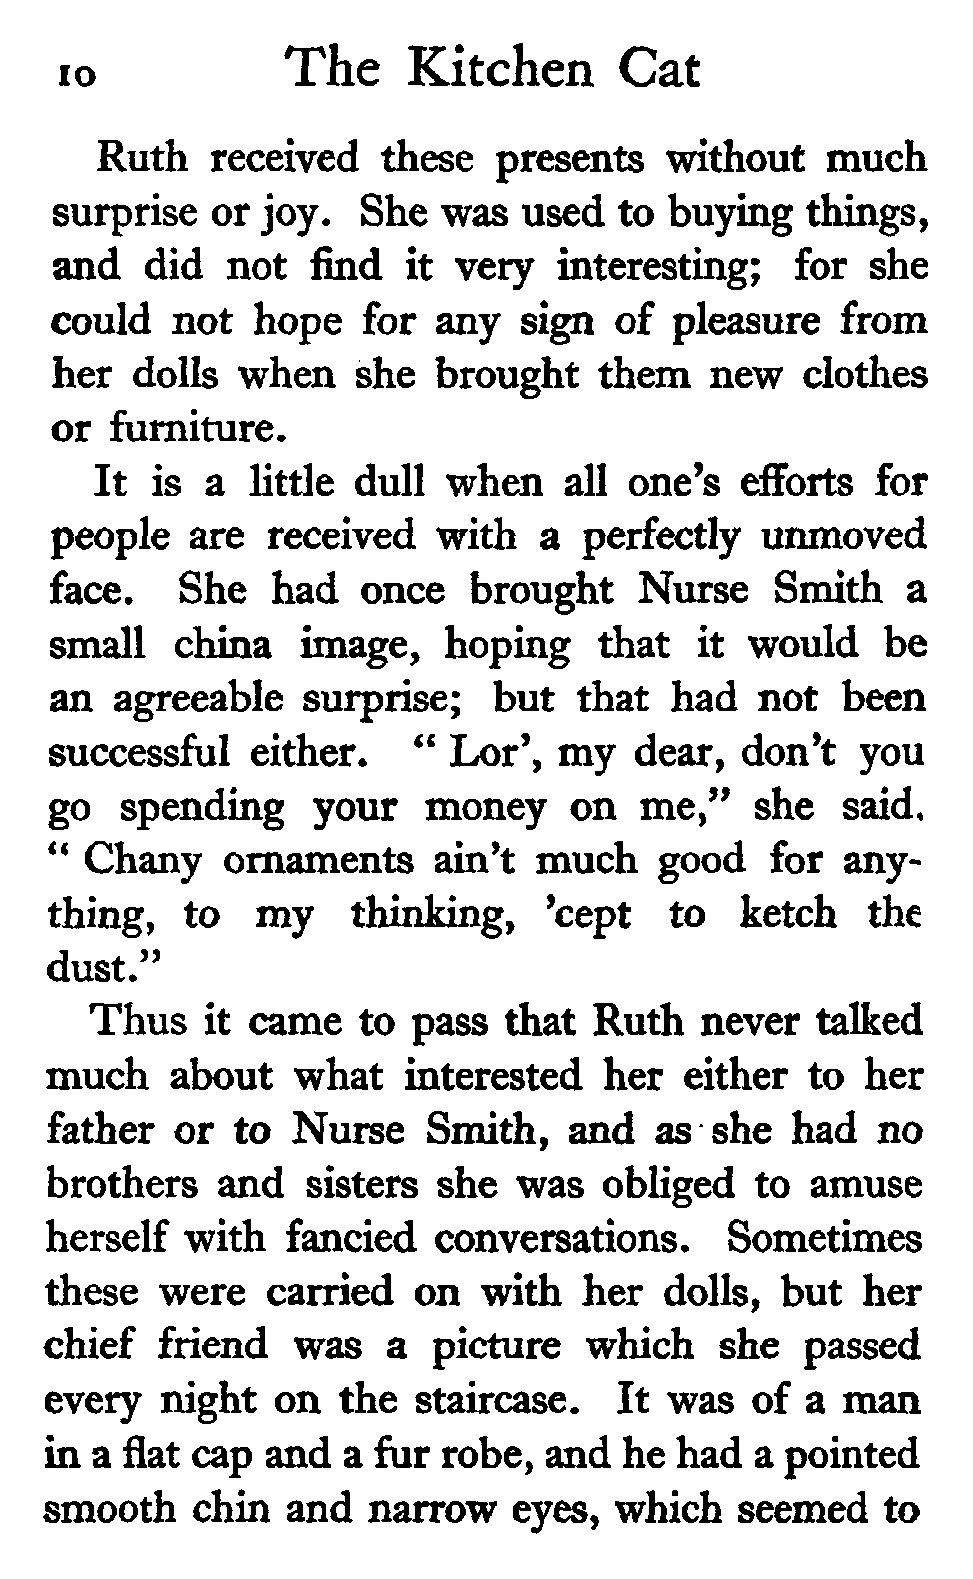 10 The Kitchen Cat
Ruth received these presents without much
surprise or joy. She was used to buying things,
and did not find it very interesting; for she
could not hope for any sign of pleasure from
her dolls when she brought them new clothes
or furniture.
It is a little dull when all one's efforts for
people are received with a perfectly unmoved
face. She had once brought Nurse Smith a
small china image, hoping that it would be
an agreeable surprise; but that had not been
successful either. “ Lor’, my dear, don't you
go spending your money on me,” she said.
“ Chany ornaments ain't much good for any-
thing, to my thinking, ’cept to ketch the
dust.”
Thus it came to pass that Ruth never talked
much about what interested her either to her
father or to Nurse Smith, and as she had no
brothers and sisters she was obliged to amuse
herself with fancied conversations. Sometimes
these were carried on with her dolls, but her
chief friend was a picture which she passed
every night on the staircase. It was of a man
in a flat cap and a fur robe, and he had a pointed
smooth chin and narrow eyes, which seemed to